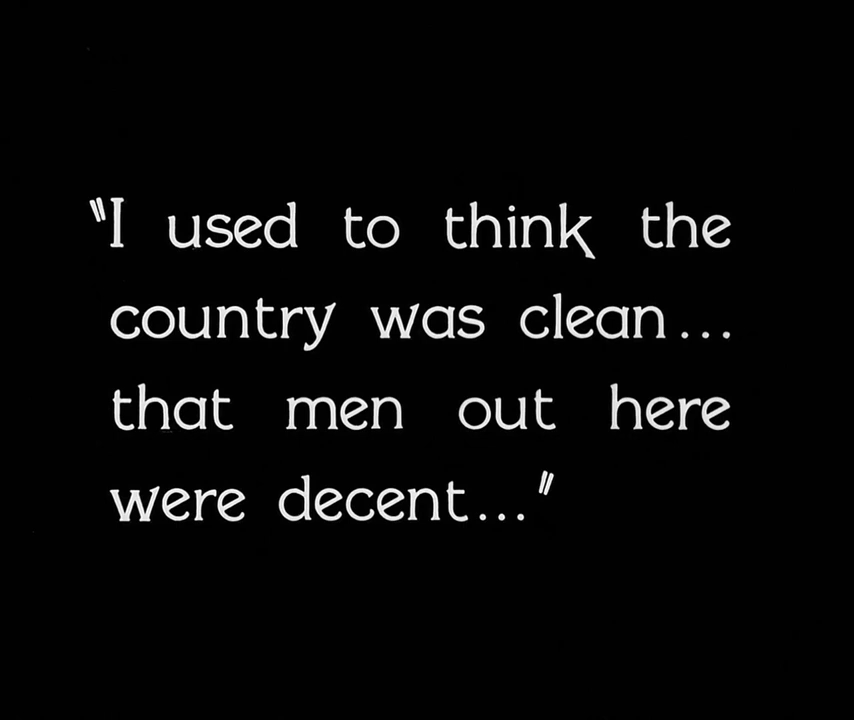 "I used to think the
country was clean...
that men out here
were decent..."